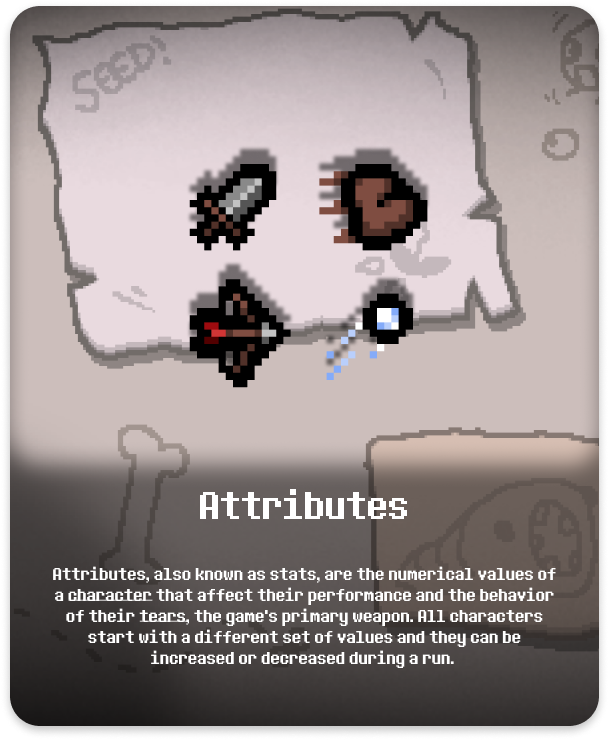 SEED!
Attributes
Attributes, also known as stats, are the numerical values of
a character that affect their performance and the behavior
of their tears, the game's primary weapon. All characters
start with a different set of values and they can be
increased or decreased during a run.